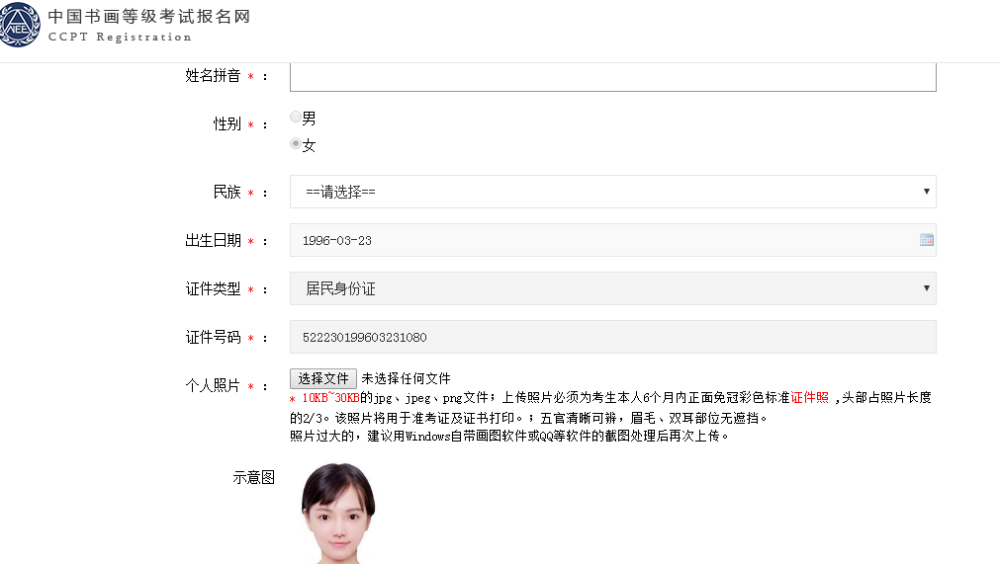 中国书画等级考试报名网
CCPT Registration
NEEA
姓名拼音 * ：
性别 * ： 男
女
民族 * ： ==请选择==
出生日期 * ： 1996-03-23
证件类型 * ： 居民身份证
证件号码 * ： 522230199603231080
个人照片 * ： 选择文件 未选择任何文件
* 10KB~30KB的jpg、jpeg、png文件；上传照片必须为考生本人6个月内正面免冠彩色标准证件照 ,头部占照片长度
的2/3。该照片将用于准考证及证书打印。；五官清晰可辨，眉毛、双耳部位无遮挡。
照片过大的，建议用Windows自带画图软件或QQ等软件的截图处理后再次上传。
示意图